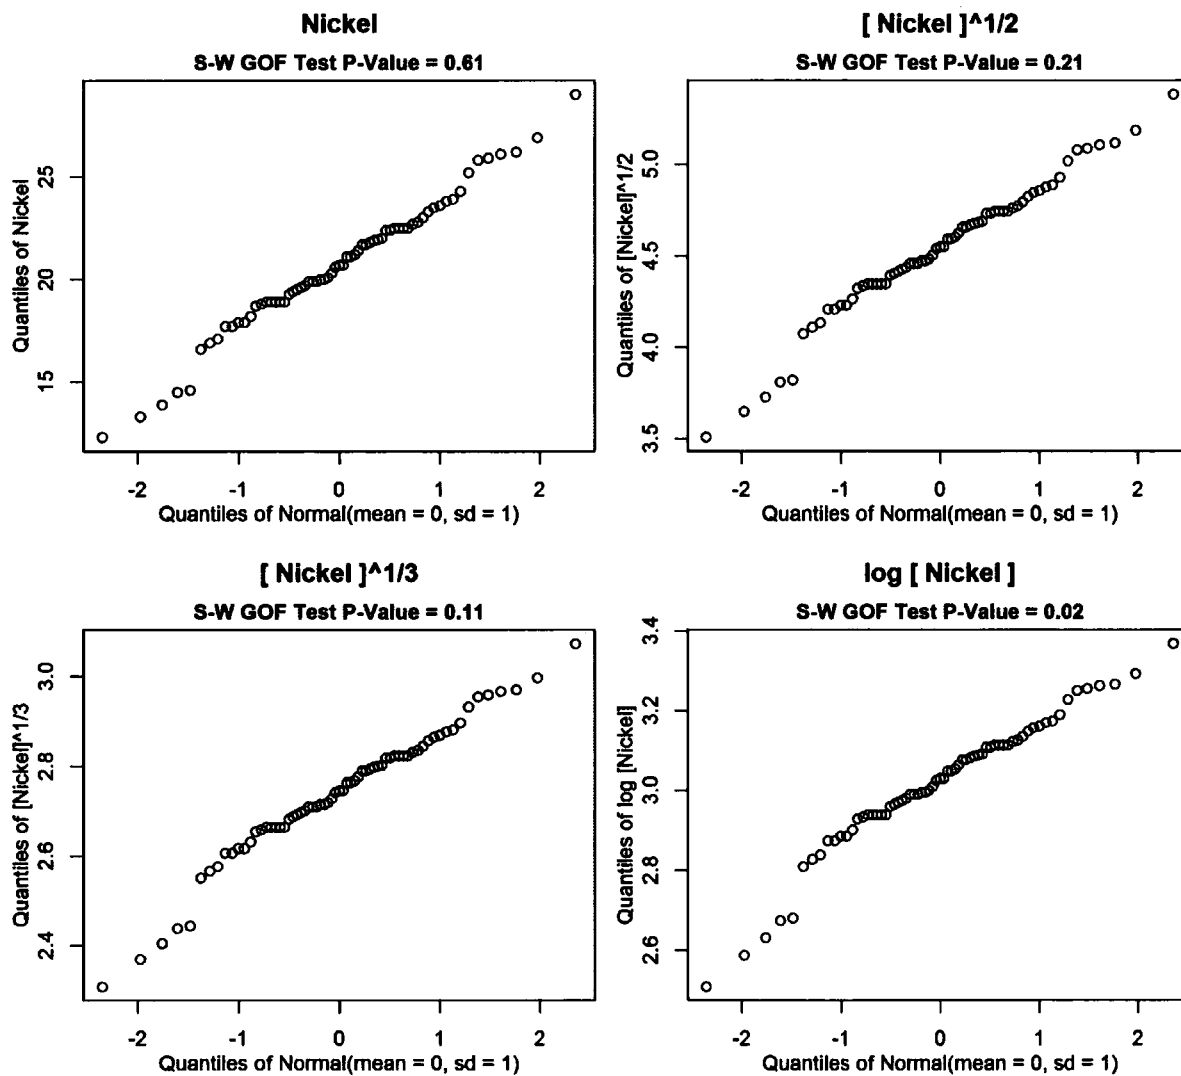 Nickel
S-W GOF Test P-Value = 0.61
Quantiles of Nickel
25
20
15
-2 -1 0 1 2
Quantiles of Normal(mean = 0, sd = 1)
[ Nickel ]^1/2
S-W GOF Test P-Value = 0.21
Quantiles of [Nickel]^1/2
5.0
4.5
4.0
3.5
-2 -1 0 1 2
Quantiles of Normal(mean = 0, sd = 1)
[ Nickel ]^1/3
S-W GOF Test P-Value = 0.11
Quantiles of [Nickel]^1/3
3.0
2.8
2.6
2.4
-2 -1 0 1 2
Quantiles of Normal(mean = 0, sd = 1)
log [ Nickel ]
S-W GOF Test P-Value = 0.02
Quantiles of log [Nickel]
3.4
3.2
3.0
2.8
2.6
-2 -1 0 1 2
Quantiles of Normal(mean = 0, sd = 1)